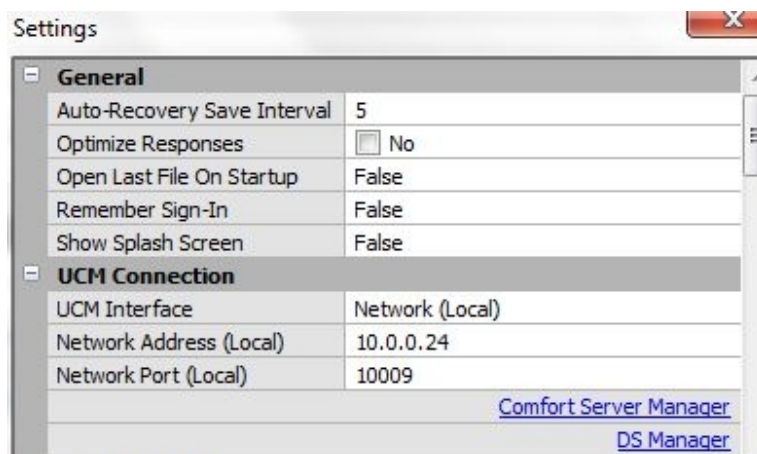 Settings
General
Auto-Recovery Save Interval 5
Optimize Responses No
Open Last File On Startup False
Remember Sign-In False
Show Splash Screen False
UCM Connection
UCM Interface Network (Local)
Network Address (Local) 10.0.0.24
Network Port (Local) 10009
Comfort Server Manager
DS Manager